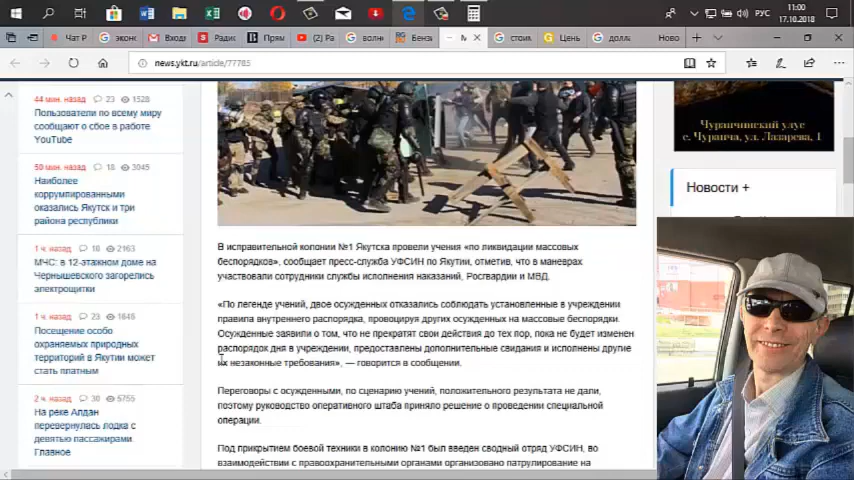 11:00
РУС
17.10.2018
Чат Р
эконо
Входя
Радик
Прям
(2) Ра
волн
Бензи
М
стоик
Цень
долла
Ново
news.ykt.ru/article/77785
44 мин. назад 23 1528
Пользователи по всему миру
сообщают о сбое в работе
YouTube
50 мин. назад 18 3045
Наиболее
коррумпированными
оказались Якутск и три
района республики
1 ч. назад 18 2163
МЧС: в 12-этажном доме на
Чернышевского загорелись
электрощитки
1 ч. назад 23 1646
Посещение особо
охраняемых природных
территорий в Якутии может
стать платным
2 ч. назад 30 5755
На реке Алдан
перевернулась лодка с
девятью пассажирами
Главное
В исправительной колонии №1 Якутска провели учения «по ликвидации массовых
беспорядков», сообщает пресс-служба УФСИН по Якутии, отметив, что в маневрах
участвовали сотрудники службы исполнения наказаний, Росгвардии и МВД.
«По легенде учений, двое осужденных отказались соблюдать установленные в учреждении
правила внутреннего распорядка, провоцируя других осужденных на массовые беспорядки.
Осужденные заявили о том, что не прекратят свои действия до тех пор, пока не будет изменен
распорядок дня в учреждении, предоставлены дополнительные свидания и исполнены другие
их незаконные требования», — говорится в сообщении.
Переговоры с осужденными, по сценарию учений, положительного результата не дали,
поэтому руководство оперативного штаба приняло решение о проведении специальной
операции.
Под прикрытием боевой техники в колонию №1 был введен сводный отряд УФСИН, во
взаимодействии с правоохранительными органами организовано патрулирование на
Чурапчинский улус
с. Чурапча, ул. Лазарева, 1
Новости +